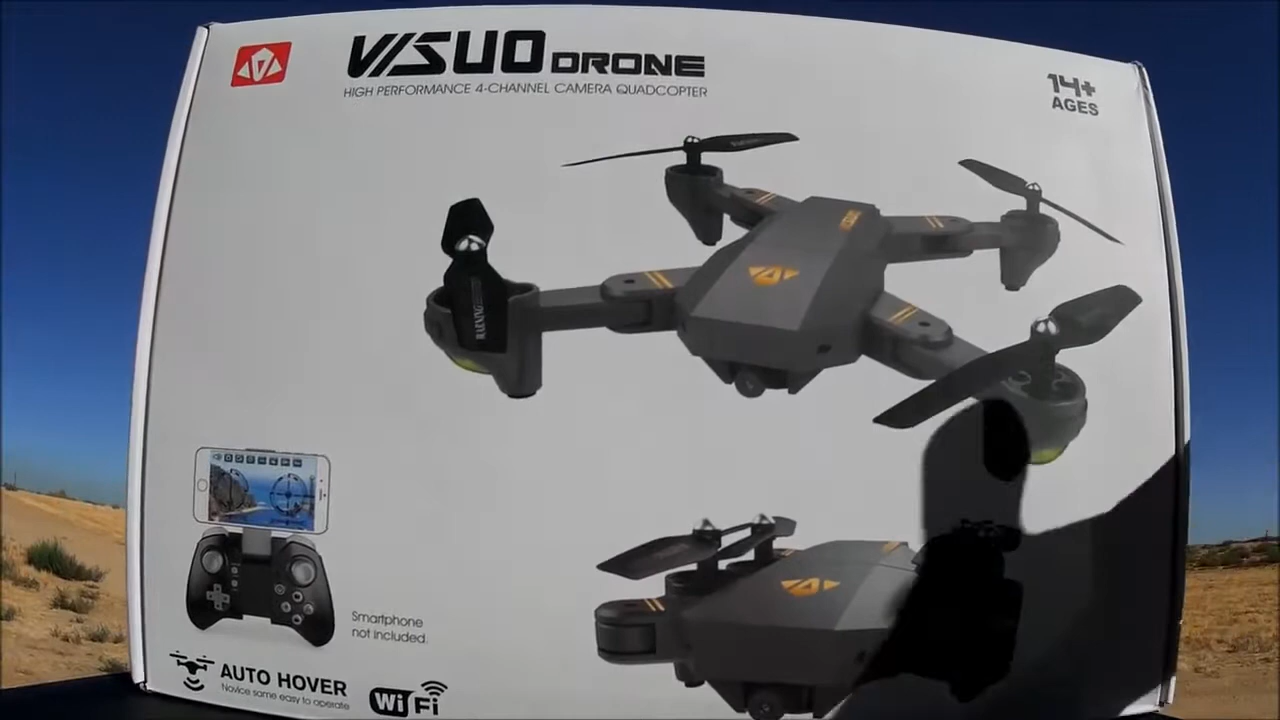 VISUO DRONE
HIGH PERFORMANCE 4-CHANNEL CAMERA QUADCOPTER
14+
AGES
WARNING
Smartphone
not included.
AUTO HOVER
Novice same easy to operate
WiFi